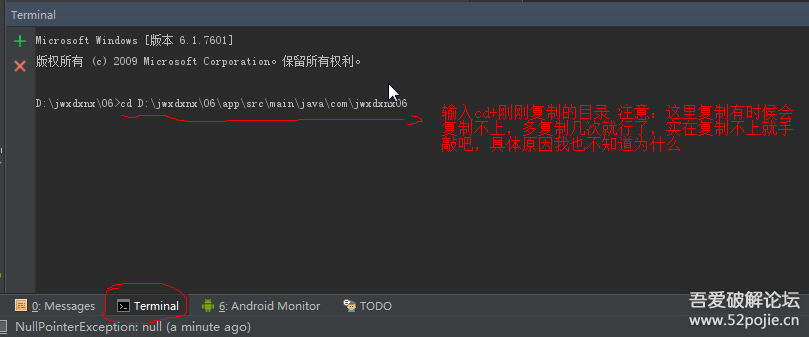 Terminal
Microsoft Windows [版本 6.1.7601]
版权所有 (c) 2009 Microsoft Corporation。保留所有权利。
D:\jwxdxnx\06>cd D:\jwxdxnx\06\app\src\main\java\com\jwxdxnx06
输入cd+刚刚复制的目录 注意：这里复制有时候会
复制不上，多复制几次就行了，实在复制不上就手
敲吧，具体原因我也不知道为什么
0: Messages Terminal 6: Android Monitor TODO
NullPointerException: null (a minute ago)
吾爱破解论坛
www.52pojie.cn